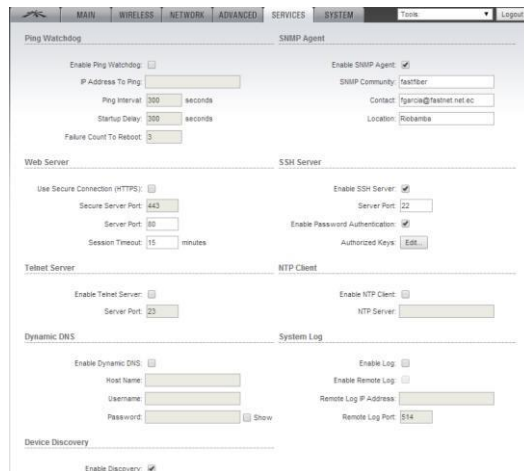 MAIN WIRELESS NETWORK ADVANCED SERVICES SYSTEM Tools Logout
Ping Watchdog
Enable Ping Watchdog:
IP Address To Ping:
Ping Interval: 300 seconds
Startup Delay: 300 seconds
Failure Count To Reboot: 3
SNMP Agent
Enable SNMP Agent:
SNMP Community: fastfiber
Contact: fgarcia@fastnet.net.ec
Location: Riobamba
Web Server
Use Secure Connection (HTTPS):
Secure Server Port: 443
Server Port: 80
Session Timeout: 15 minutes
SSH Server
Enable SSH Server:
Server Port: 22
Enable Password Authentication:
Authorized Keys: Edit...
Telnet Server
Enable Telnet Server:
Server Port: 23
NTP Client
Enable NTP Client:
NTP Server:
Dynamic DNS
Enable Dynamic DNS:
Host Name:
Username:
Password: Show
System Log
Enable Log:
Enable Remote Log:
Remote Log IP Address:
Remote Log Port: 514
Device Discovery
Enable Discovery: